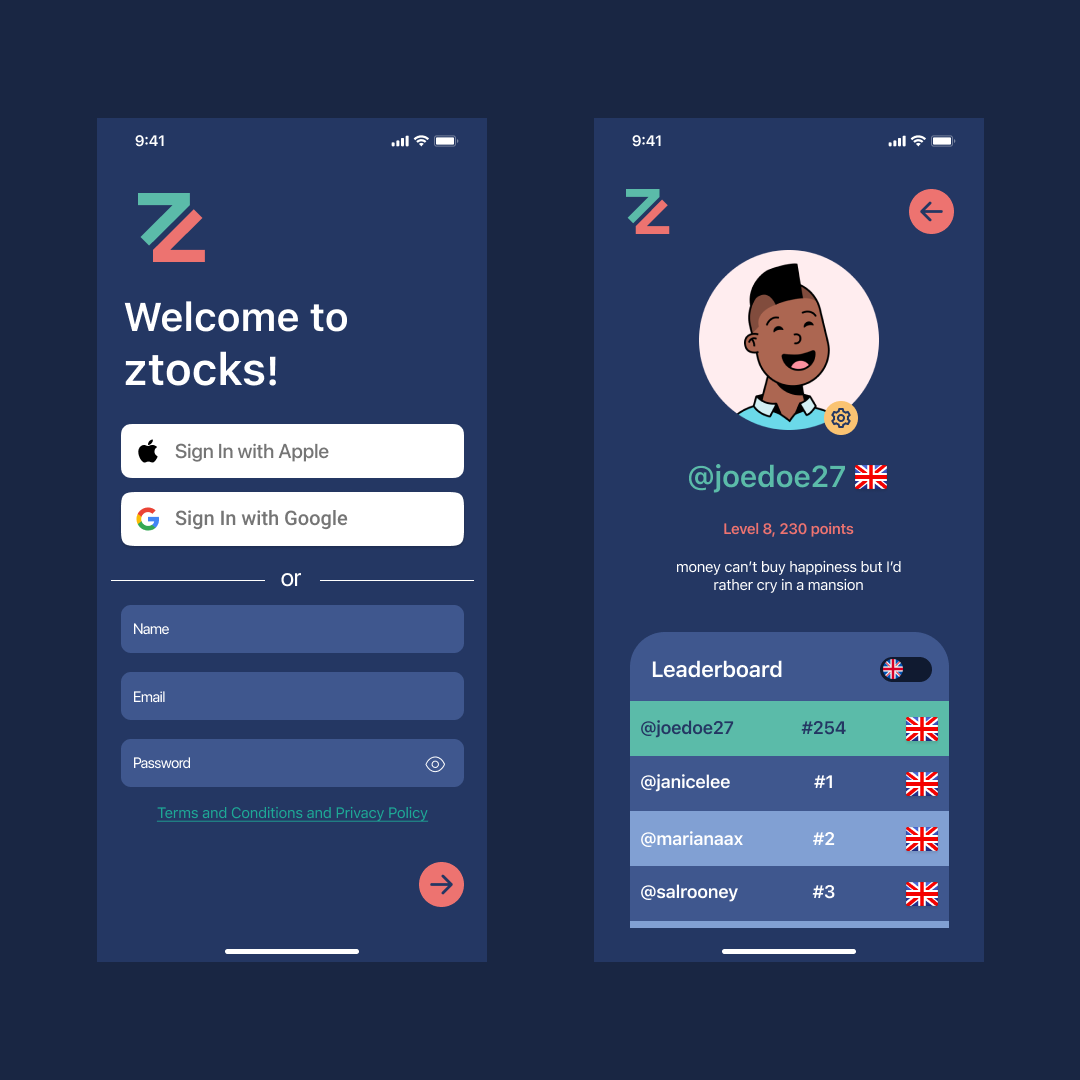 9:41
Welcome to
ztocks!
Sign In with Apple
Sign In with Google
or
Name
Email
Password
Terms and Conditions and Privacy Policy
9:41
@joedoe27
Level 8, 230 points
money can’t buy happiness but I’d
rather cry in a mansion
Leaderboard
@joedoe27 #254
@janicelee #1
@marianaax #2
@salrooney #3